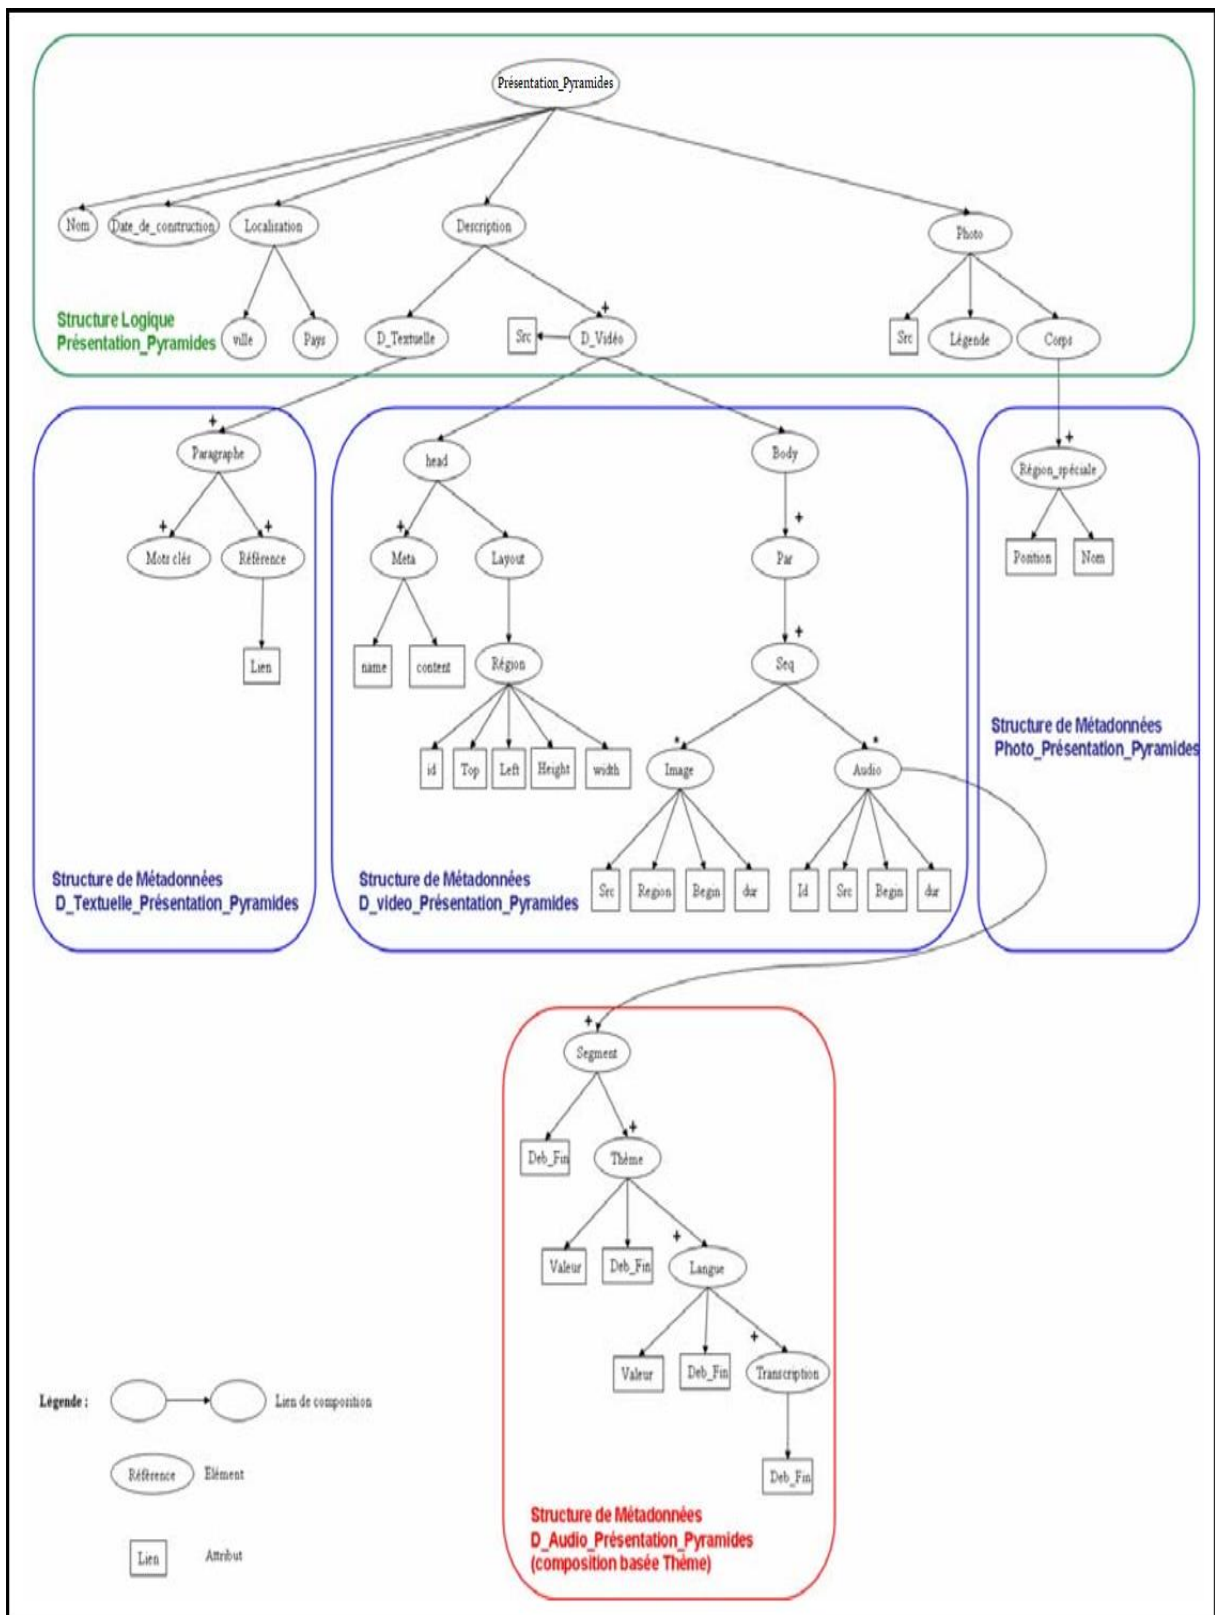 Présentation_Pyramides
Nom
Date_de_construction
Localisation
Description
Photo
Structure Logique
Présentation_Pyramides
ville
Pays
D_Textuelle
Src
+
D_Vidéo
Src
Légende
Corps
+
Paragraphe
head
Body
+
Région_spéciale
+
Mots clés
+
Référence
+
Meta
Layout
+
Par
Position
Nom
Lien
name
content
Région
+
Seq
Structure de Métadonnées
Photo_Présentation_Pyramides
id
Top
Left
Height
width
*
Image
*
Audio
Structure de Métadonnées
D_Textuelle_Présentation_Pyramides
Structure de Métadonnées
D_video_Présentation_Pyramides
Src
Region
Begin
dur
Id
Src
Begin
dur
+
Segment
Deb_Fin
+
Thème
Valeur
Deb_Fin
+
Langue
Valeur
Deb_Fin
+
Transcription
Deb_Fin
Légende :
Lien de composition
Référence
Elément
Lien
Attribut
Structure de Métadonnées
D_Audio_Présentation_Pyramides
(composition basée Thème)